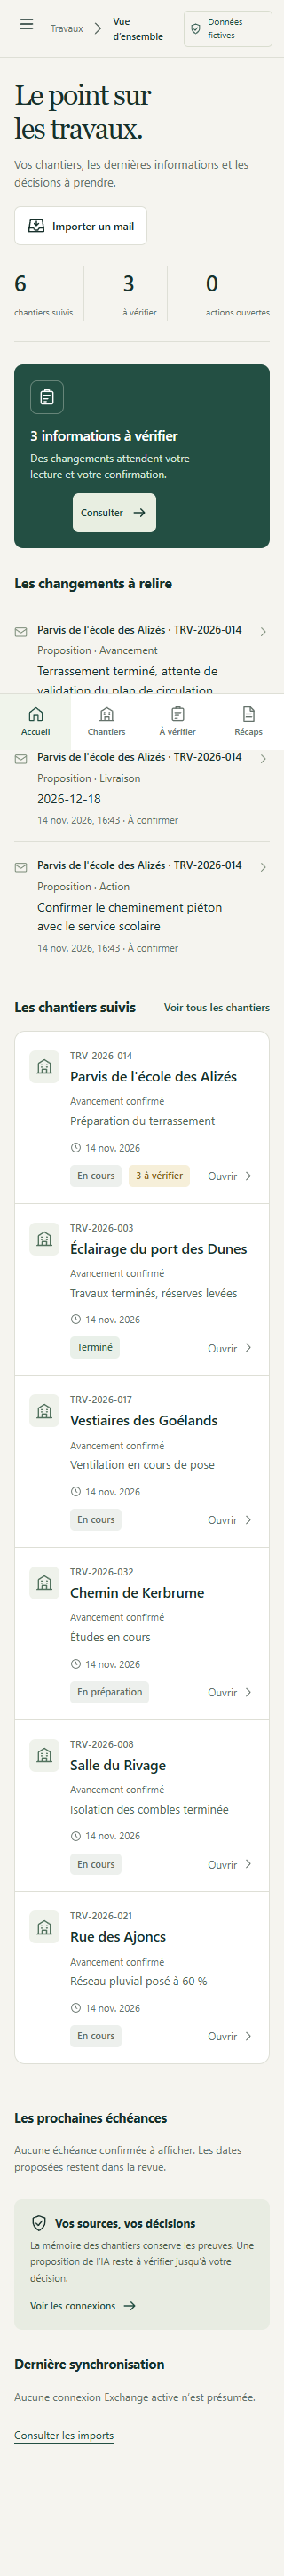 Travaux
Vue
d'ensemble
Données
fictives
Le point sur
les travaux.
Vos chantiers, les dernières informations et les
décisions à prendre.
Importer un mail
6
chantiers suivis
3
à vérifier
0
actions ouvertes
3 informations à vérifier
Des changements attendent votre
lecture et votre confirmation.
Consulter
Les changements à relire
Parvis de l'école des Alizés · TRV-2026-014
Proposition · Avancement
Terrassement terminé, attente de
validation du plan de circulation
Accueil
Chantiers
À vérifier
Récaps
Parvis de l'école des Alizés · TRV-2026-014
Proposition · Livraison
2026-12-18
14 nov. 2026, 16:43 · À confirmer
Parvis de l'école des Alizés · TRV-2026-014
Proposition · Action
Confirmer le cheminement piéton
avec le service scolaire
14 nov. 2026, 16:43 · À confirmer
Les chantiers suivis
Voir tous les chantiers
TRV-2026-014
Parvis de l'école des Alizés
Avancement confirmé
Préparation du terrassement
14 nov. 2026
En cours
3 à vérifier
Ouvrir
TRV-2026-003
Éclairage du port des Dunes
Avancement confirmé
Travaux terminés, réserves levées
14 nov. 2026
Terminé
Ouvrir
TRV-2026-017
Vestiaires des Goélands
Avancement confirmé
Ventilation en cours de pose
14 nov. 2026
En cours
Ouvrir
TRV-2026-032
Chemin de Kerbrume
Avancement confirmé
Études en cours
14 nov. 2026
En préparation
Ouvrir
TRV-2026-008
Salle du Rivage
Avancement confirmé
Isolation des combles terminée
14 nov. 2026
En cours
Ouvrir
TRV-2026-021
Rue des Ajoncs
Avancement confirmé
Réseau pluvial posé à 60 %
14 nov. 2026
En cours
Ouvrir
Les prochaines échéances
Aucune échéance confirmée à afficher. Les dates
proposées restent dans la revue.
Vos sources, vos décisions
La mémoire des chantiers conserve les preuves. Une
proposition de l'IA reste à vérifier jusqu'à votre
décision.
Voir les connexions
Dernière synchronisation
Aucune connexion Exchange active n'est présumée.
Consulter les imports